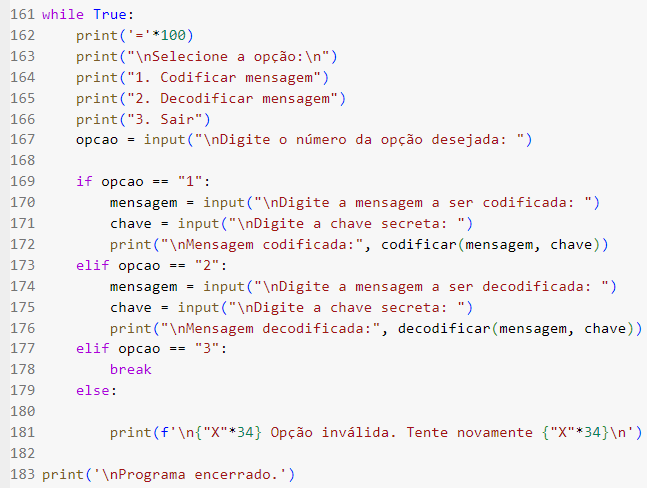 161 while True:
162     print('='*100)
163     print("\nSelecione a opção:\n")
164     print("1. Codificar mensagem")
165     print("2. Decodificar mensagem")
166     print("3. Sair")
167     opcao = input("\nDigite o número da opção desejada: ")
168
169     if opcao == "1":
170         mensagem = input("\nDigite a mensagem a ser codificada: ")
171         chave = input("\nDigite a chave secreta: ")
172         print("\nMensagem codificada:", codificar(mensagem, chave))
173     elif opcao == "2":
174         mensagem = input("\nDigite a mensagem a ser decodificada: ")
175         chave = input("\nDigite a chave secreta: ")
176         print("\nMensagem decodificada:", decodificar(mensagem, chave))
177     elif opcao == "3":
178         break
179     else:
180
181         print(f'\n{"X"*34} Opção inválida. Tente novamente {"X"*34}\n')
182
183 print('\nPrograma encerrado.')